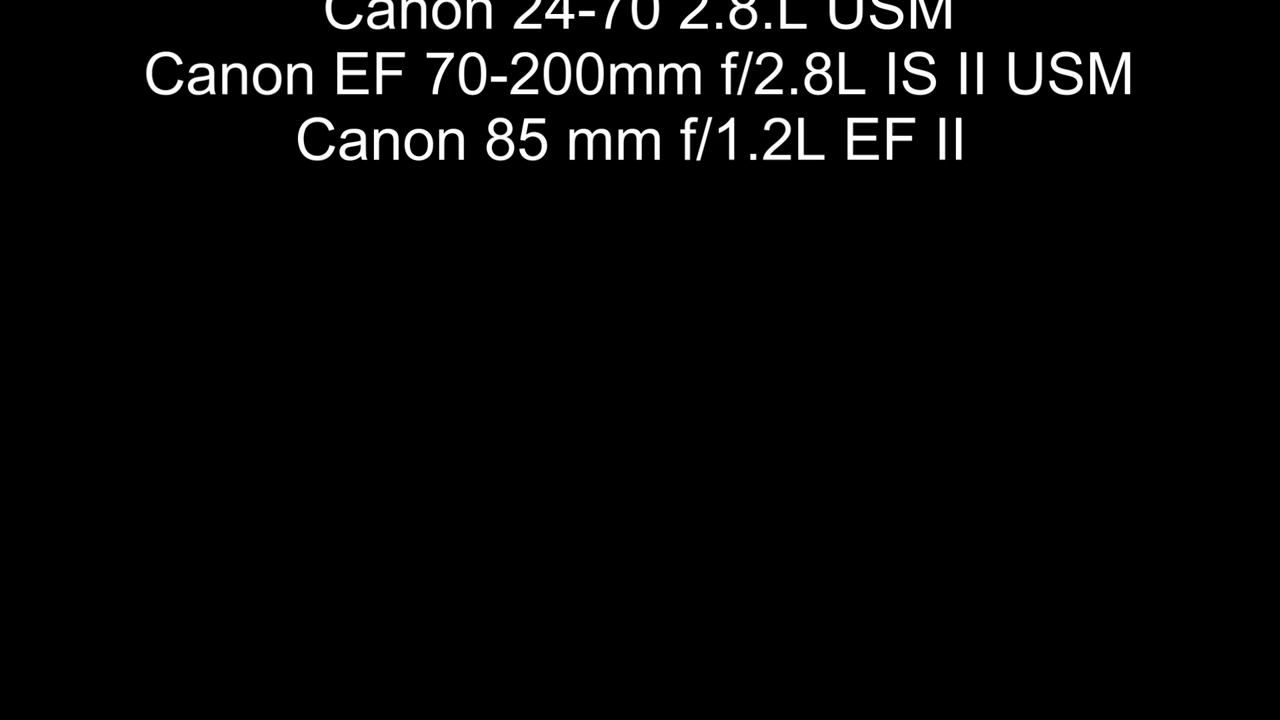 Canon 24-70 2.8.L USM
Canon EF 70-200mm f/2.8L IS II USM
Canon 85 mm f/1.2L EF II